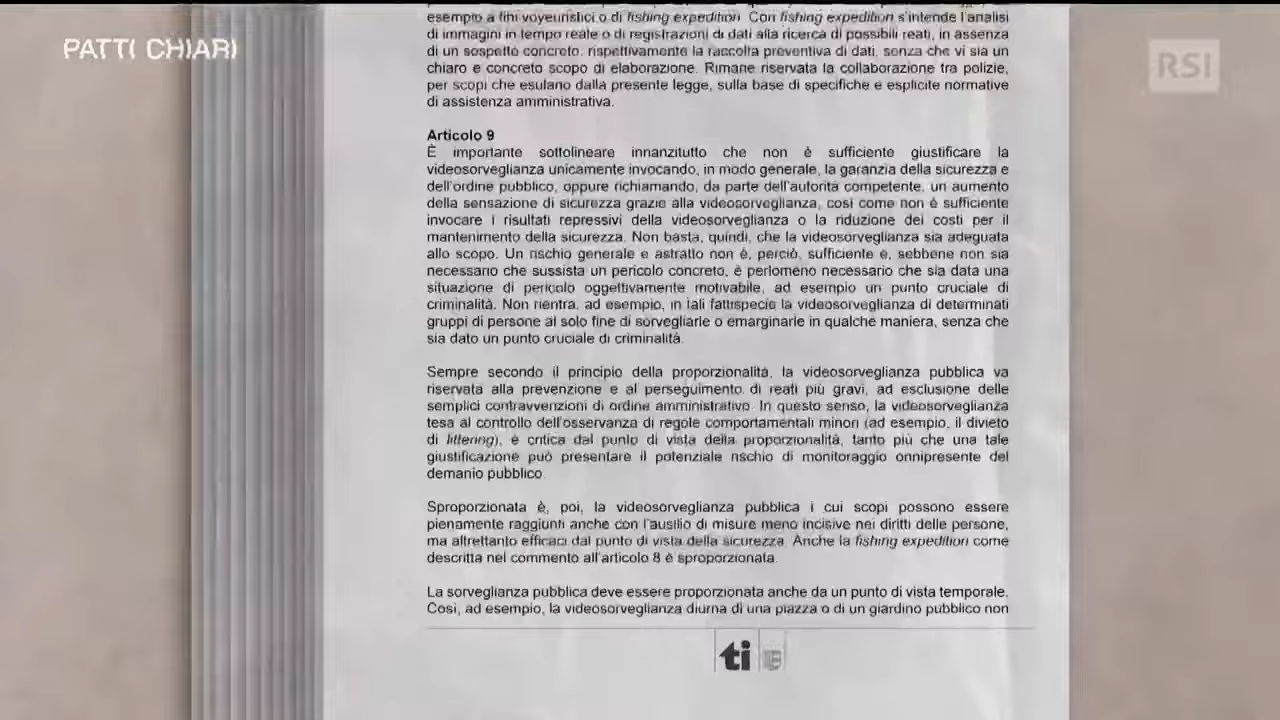 PATTI CHIARI
RSI
esempio a fini voyeuristici o di fishing expedition. Con fishing expedition s'intende l'analisi
di immagini in tempo reale o di registrazioni di dati alla ricerca di possibili reati, in assenza
di un sospetto concreto, rispettivamente la raccolta preventiva di dati, senza che vi sia un
chiaro e concreto scopo di elaborazione. Rimane riservata la collaborazione tra polizie,
per scopi che esulano dalla presente legge, sulla base di specifiche e esplicite normative
di assistenza amministrativa.
Articolo 9
È importante sottolineare innanzitutto che non è sufficiente giustificare la
videosorveglianza unicamente invocando, in modo generale, la garanzia della sicurezza e
dell'ordine pubblico, oppure richiamando, da parte dell'autorità competente, un aumento
della sensazione di sicurezza grazie alla videosorveglianza, così come non è sufficiente
invocare i risultati repressivi della videosorveglianza o la riduzione dei costi per il
mantenimento della sicurezza. Non basta, quindi, che la videosorveglianza sia adeguata
allo scopo. Un rischio generale e astratto non è, perciò, sufficiente e, sebbene non sia
necessario che sussista un pericolo concreto, è perlomeno necessario che sia data una
situazione di pericolo oggettivamente motivabile, ad esempio un punto cruciale di
criminalità. Non rientra, ad esempio, in tali fattispecie la videosorveglianza di determinati
gruppi di persone al solo fine di sorvegliarle o emarginarle in qualche maniera, senza che
sia dato un punto cruciale di criminalità.
Sempre secondo il principio della proporzionalità, la videosorveglianza pubblica va
riservata alla prevenzione e al perseguimento di reati più gravi, ad esclusione delle
semplici contravvenzioni di ordine amministrativo. In questo senso, la videosorveglianza
tesa al controllo dell'osservanza di regole comportamentali minori (ad esempio, il divieto
di littering), è critica dal punto di vista della proporzionalità, tanto più che una tale
giustificazione può presentare il potenziale rischio di monitoraggio onnipresente del
demanio pubblico.
Sproporzionata è, poi, la videosorveglianza pubblica i cui scopi possono essere
pienamente raggiunti anche con l'ausilio di misure meno incisive nei diritti delle persone,
ma altrettanto efficaci dal punto di vista della sicurezza. Anche la fishing expedition come
descritta nel commento all'articolo 8 è sproporzionata.
La sorveglianza pubblica deve essere proporzionata anche da un punto di vista temporale.
Così, ad esempio, la videosorveglianza diurna di una piazza o di un giardino pubblico non
ti